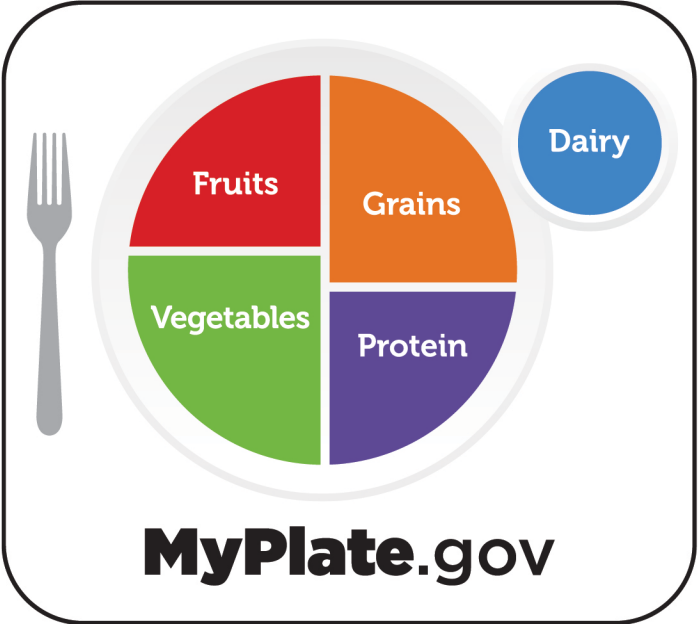 Fruits
Grains
Dairy
Vegetables
Protein
MyPlate.gov